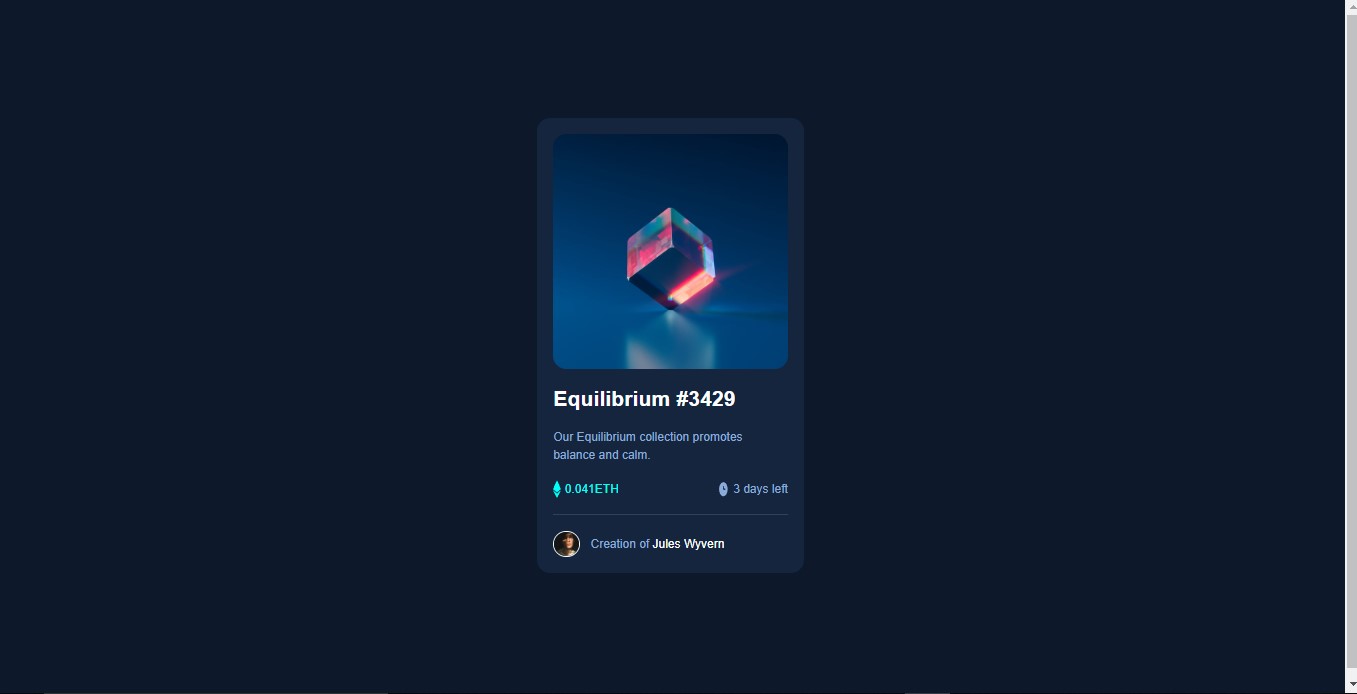 Equilibrium #3429
Our Equilibrium collection promotes
balance and calm.
0.041ETH 3 days left
Creation of Jules Wyvern